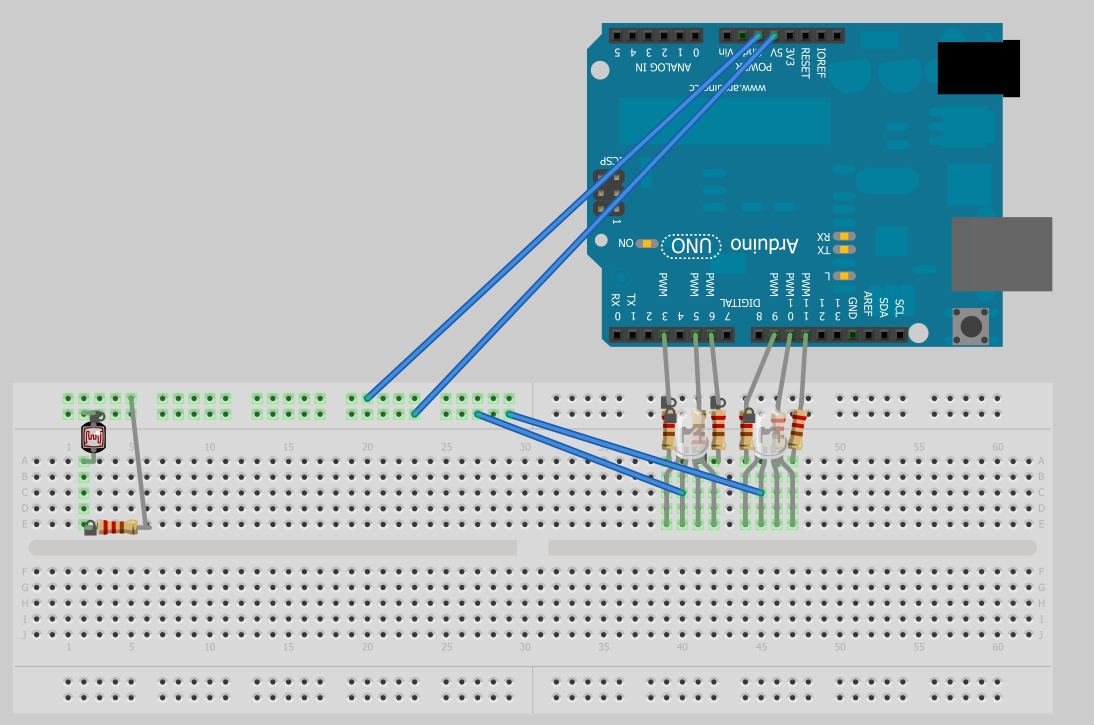 5 4 3 2 1 0 Vin Gnd 5V 3V3 RESET IOREF
ANALOG IN POWER
www.arduino.cc
ICSP
1
ON UNO Arduino
RX
TX
L
PWM PWM PWM PWM PWM PWM
RX TX DIGITAL GND AREF SDA SCL
0 1 2 3 4 5 6 7 8 9 10 11 12 13
1 5 10 15 20 25 30 35 40 45 50 55 60
A A
B B
C C
D D
E E
F F
G G
H H
I I
J J
1 5 10 15 20 25 30 35 40 45 50 55 60